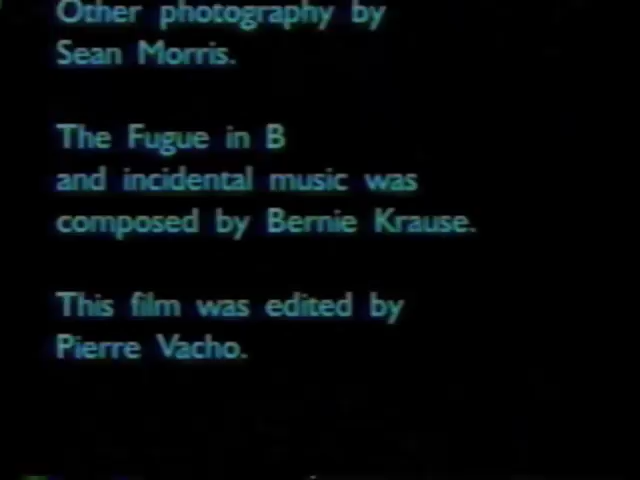 Other photography by
Sean Morris.
The Fugue in B
and incidental music was
composed by Bernie Krause.
This film was edited by
Pierre Vacho.